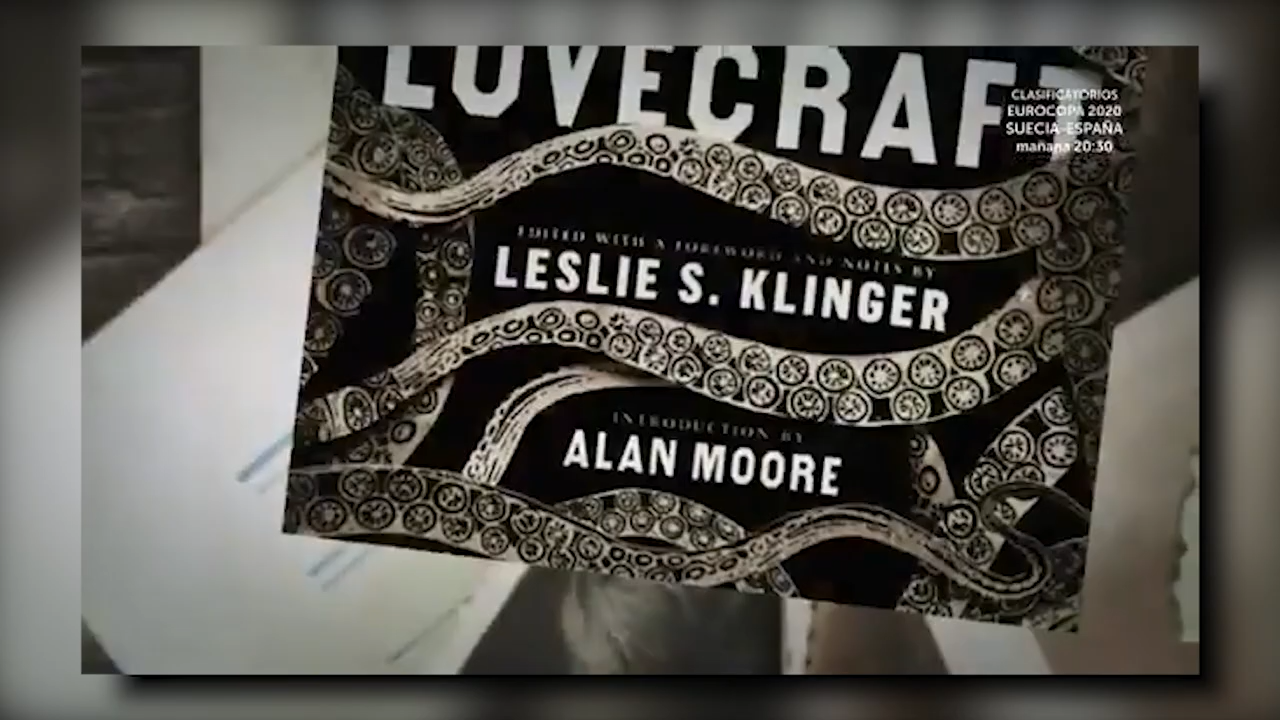 LOVECRAFT
CLASIFICATORIOS
EUROCOPA 2020
SUECIA-ESPAÑA
mañana 20:30
EDITED WITH A FOREWORD AND NOTES BY
LESLIE S. KLINGER
INTRODUCTION BY
ALAN MOORE